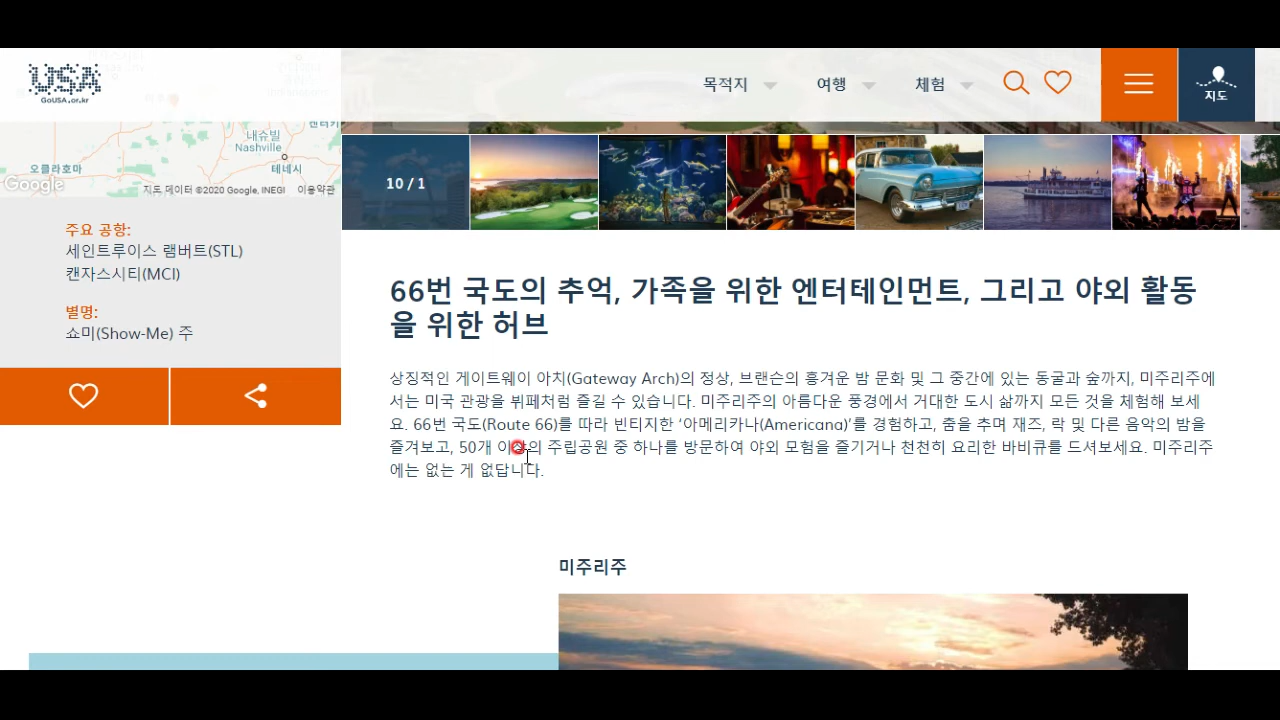 USA
GoUSA.or.kr
목적지
여행
체험
지도
내슈빌
Nashville
오클라호마
테네시
Google
지도 데이터 ©2020 Google, INEGI 이용약관
10 / 1
주요 공항:
세인트루이스 램버트(STL)
캔자스시티(MCI)
별명:
쇼미(Show-Me) 주
66번 국도의 추억, 가족을 위한 엔터테인먼트, 그리고 야외 활동
을 위한 허브
상징적인 게이트웨이 아치(Gateway Arch)의 정상, 브랜슨의 흥겨운 밤 문화 및 그 중간에 있는 동굴과 숲까지, 미주리주에
서는 미국 관광을 뷔페처럼 즐길 수 있습니다. 미주리주의 아름다운 풍경에서 거대한 도시 삶까지 모든 것을 체험해 보세
요. 66번 국도(Route 66)를 따라 빈티지한 ‘아메리카나(Americana)’를 경험하고, 춤을 추며 재즈, 락 및 다른 음악의 밤을
즐겨보고, 50개 이상의 주립공원 중 하나를 방문하여 야외 모험을 즐기거나 천천히 요리한 바비큐를 드셔보세요. 미주리주
에는 없는 게 없답니다.
미주리주